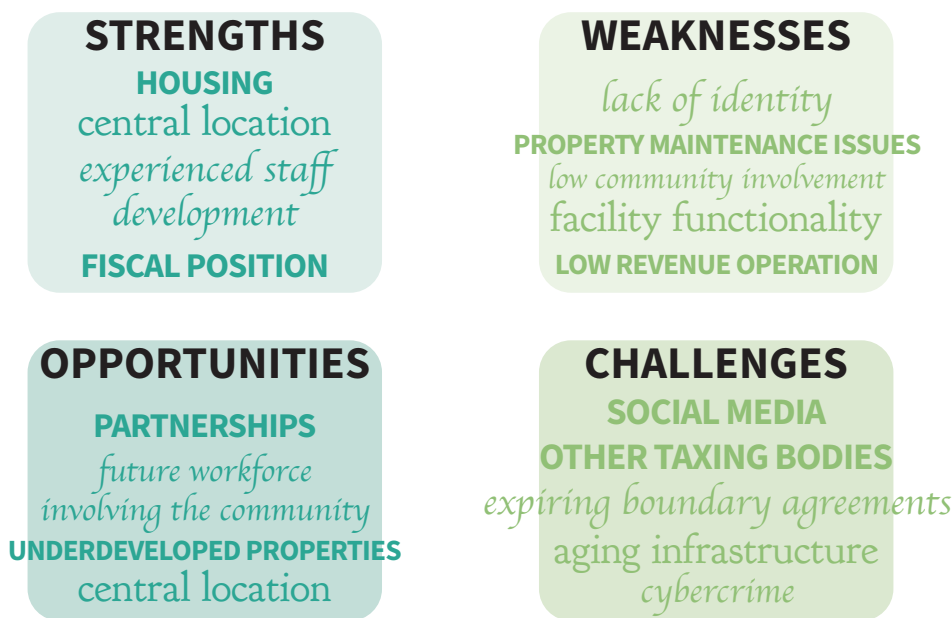 STRENGTHS
HOUSING
central location
experienced staff
development
FISCAL POSITION
WEAKNESSES
lack of identity
PROPERTY MAINTENANCE ISSUES
low community involvement
facility functionality
LOW REVENUE OPERATION
OPPORTUNITIES
PARTNERSHIPS
future workforce
involving the community
UNDERDEVELOPED PROPERTIES
central location
CHALLENGES
SOCIAL MEDIA
OTHER TAXING BODIES
expiring boundary agreements
aging infrastructure
cybercrime